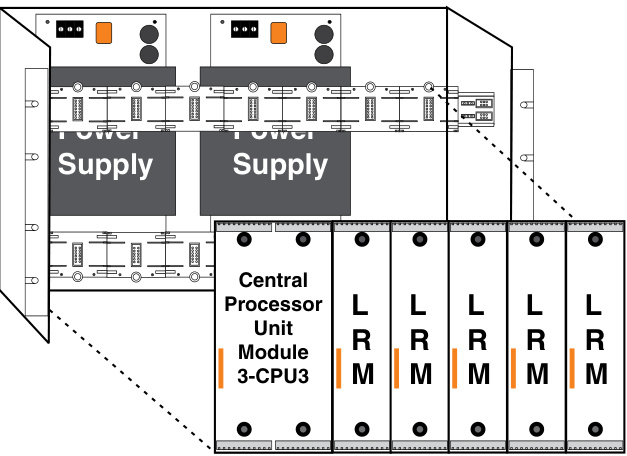 Power
Supply
Power
Supply
Central
Processor
Unit
Module
3-CPU3
L
R
M
L
R
M
L
R
M
L
R
M
L
R
M